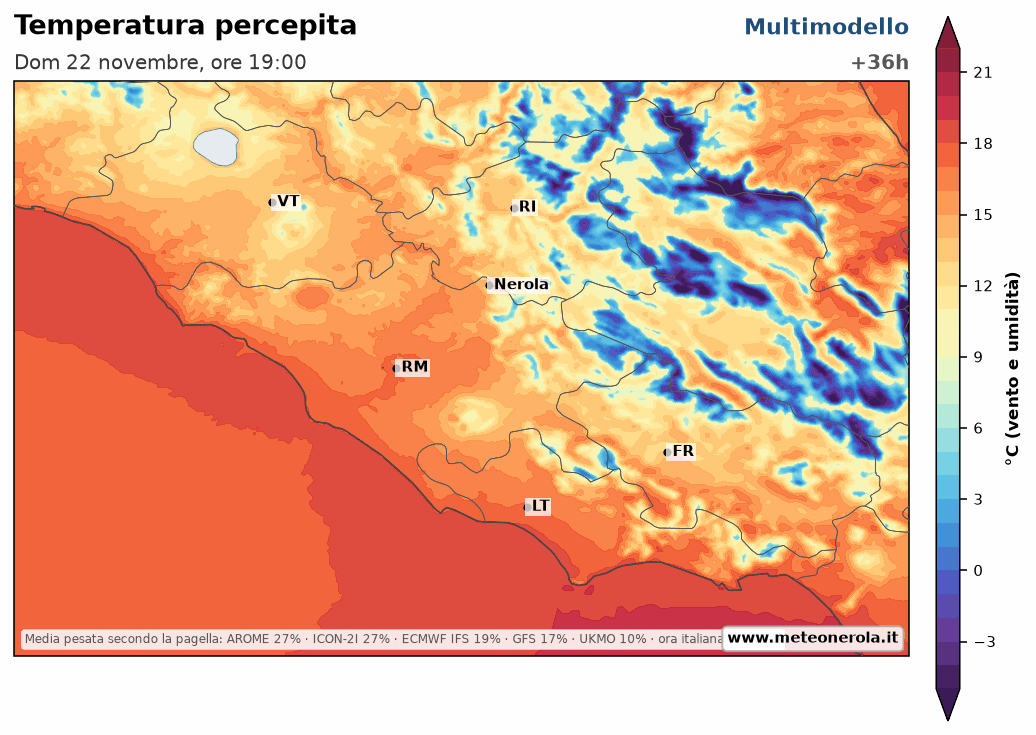 Temperatura percepita
Multimodello
Dom 22 novembre, ore 19:00
+36h
VT
RI
Nerola
RM
FR
LT
Media pesata secondo la pagella: AROME 27% · ICON-2I 27% · ECMWF IFS 19% · GFS 17% · UKMO 10% · ora italiana
www.meteonerola.it
21
18
15
12
9
6
3
0
−3
°C (vento e umidità)